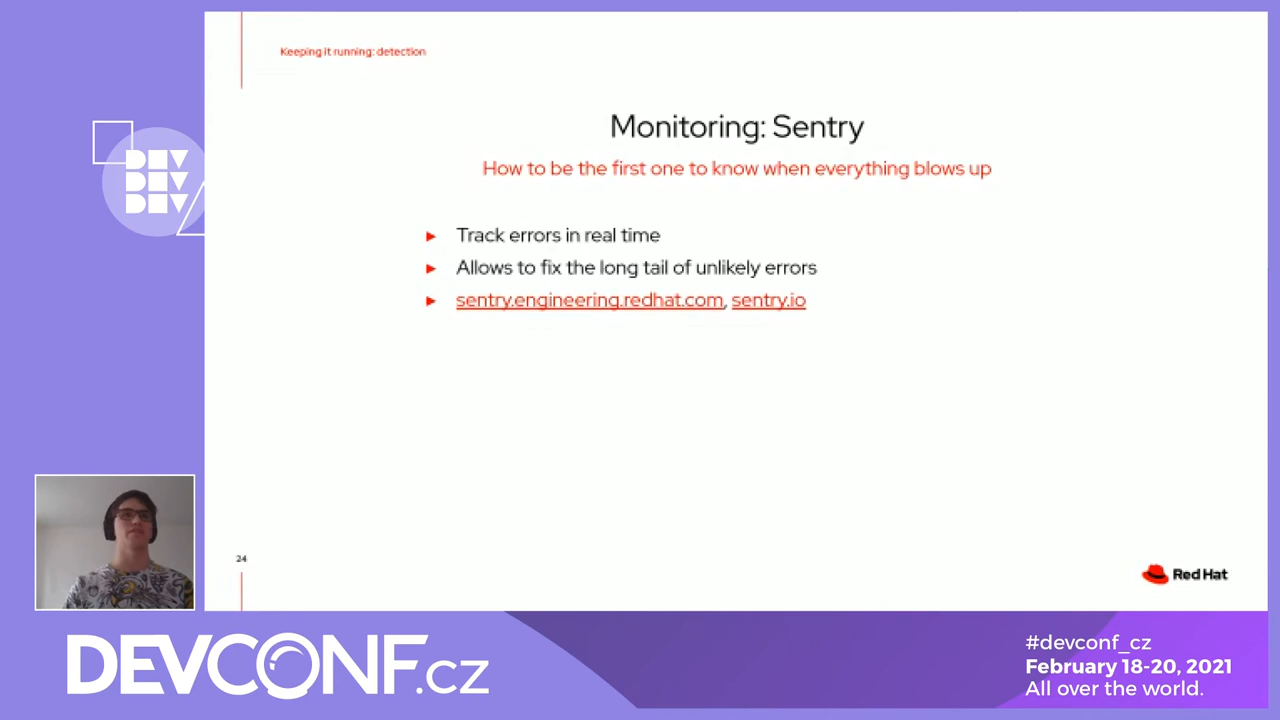 Keeping it running: detection
Monitoring: Sentry
How to be the first one to know when everything blows up
► Track errors in real time
► Allows to fix the long tail of unlikely errors
► sentry.engineering.redhat.com, sentry.io
DEV
DEV
DEV
24
Red Hat
DEVCONF.cz
#devconf_cz
February 18-20, 2021
All over the world.